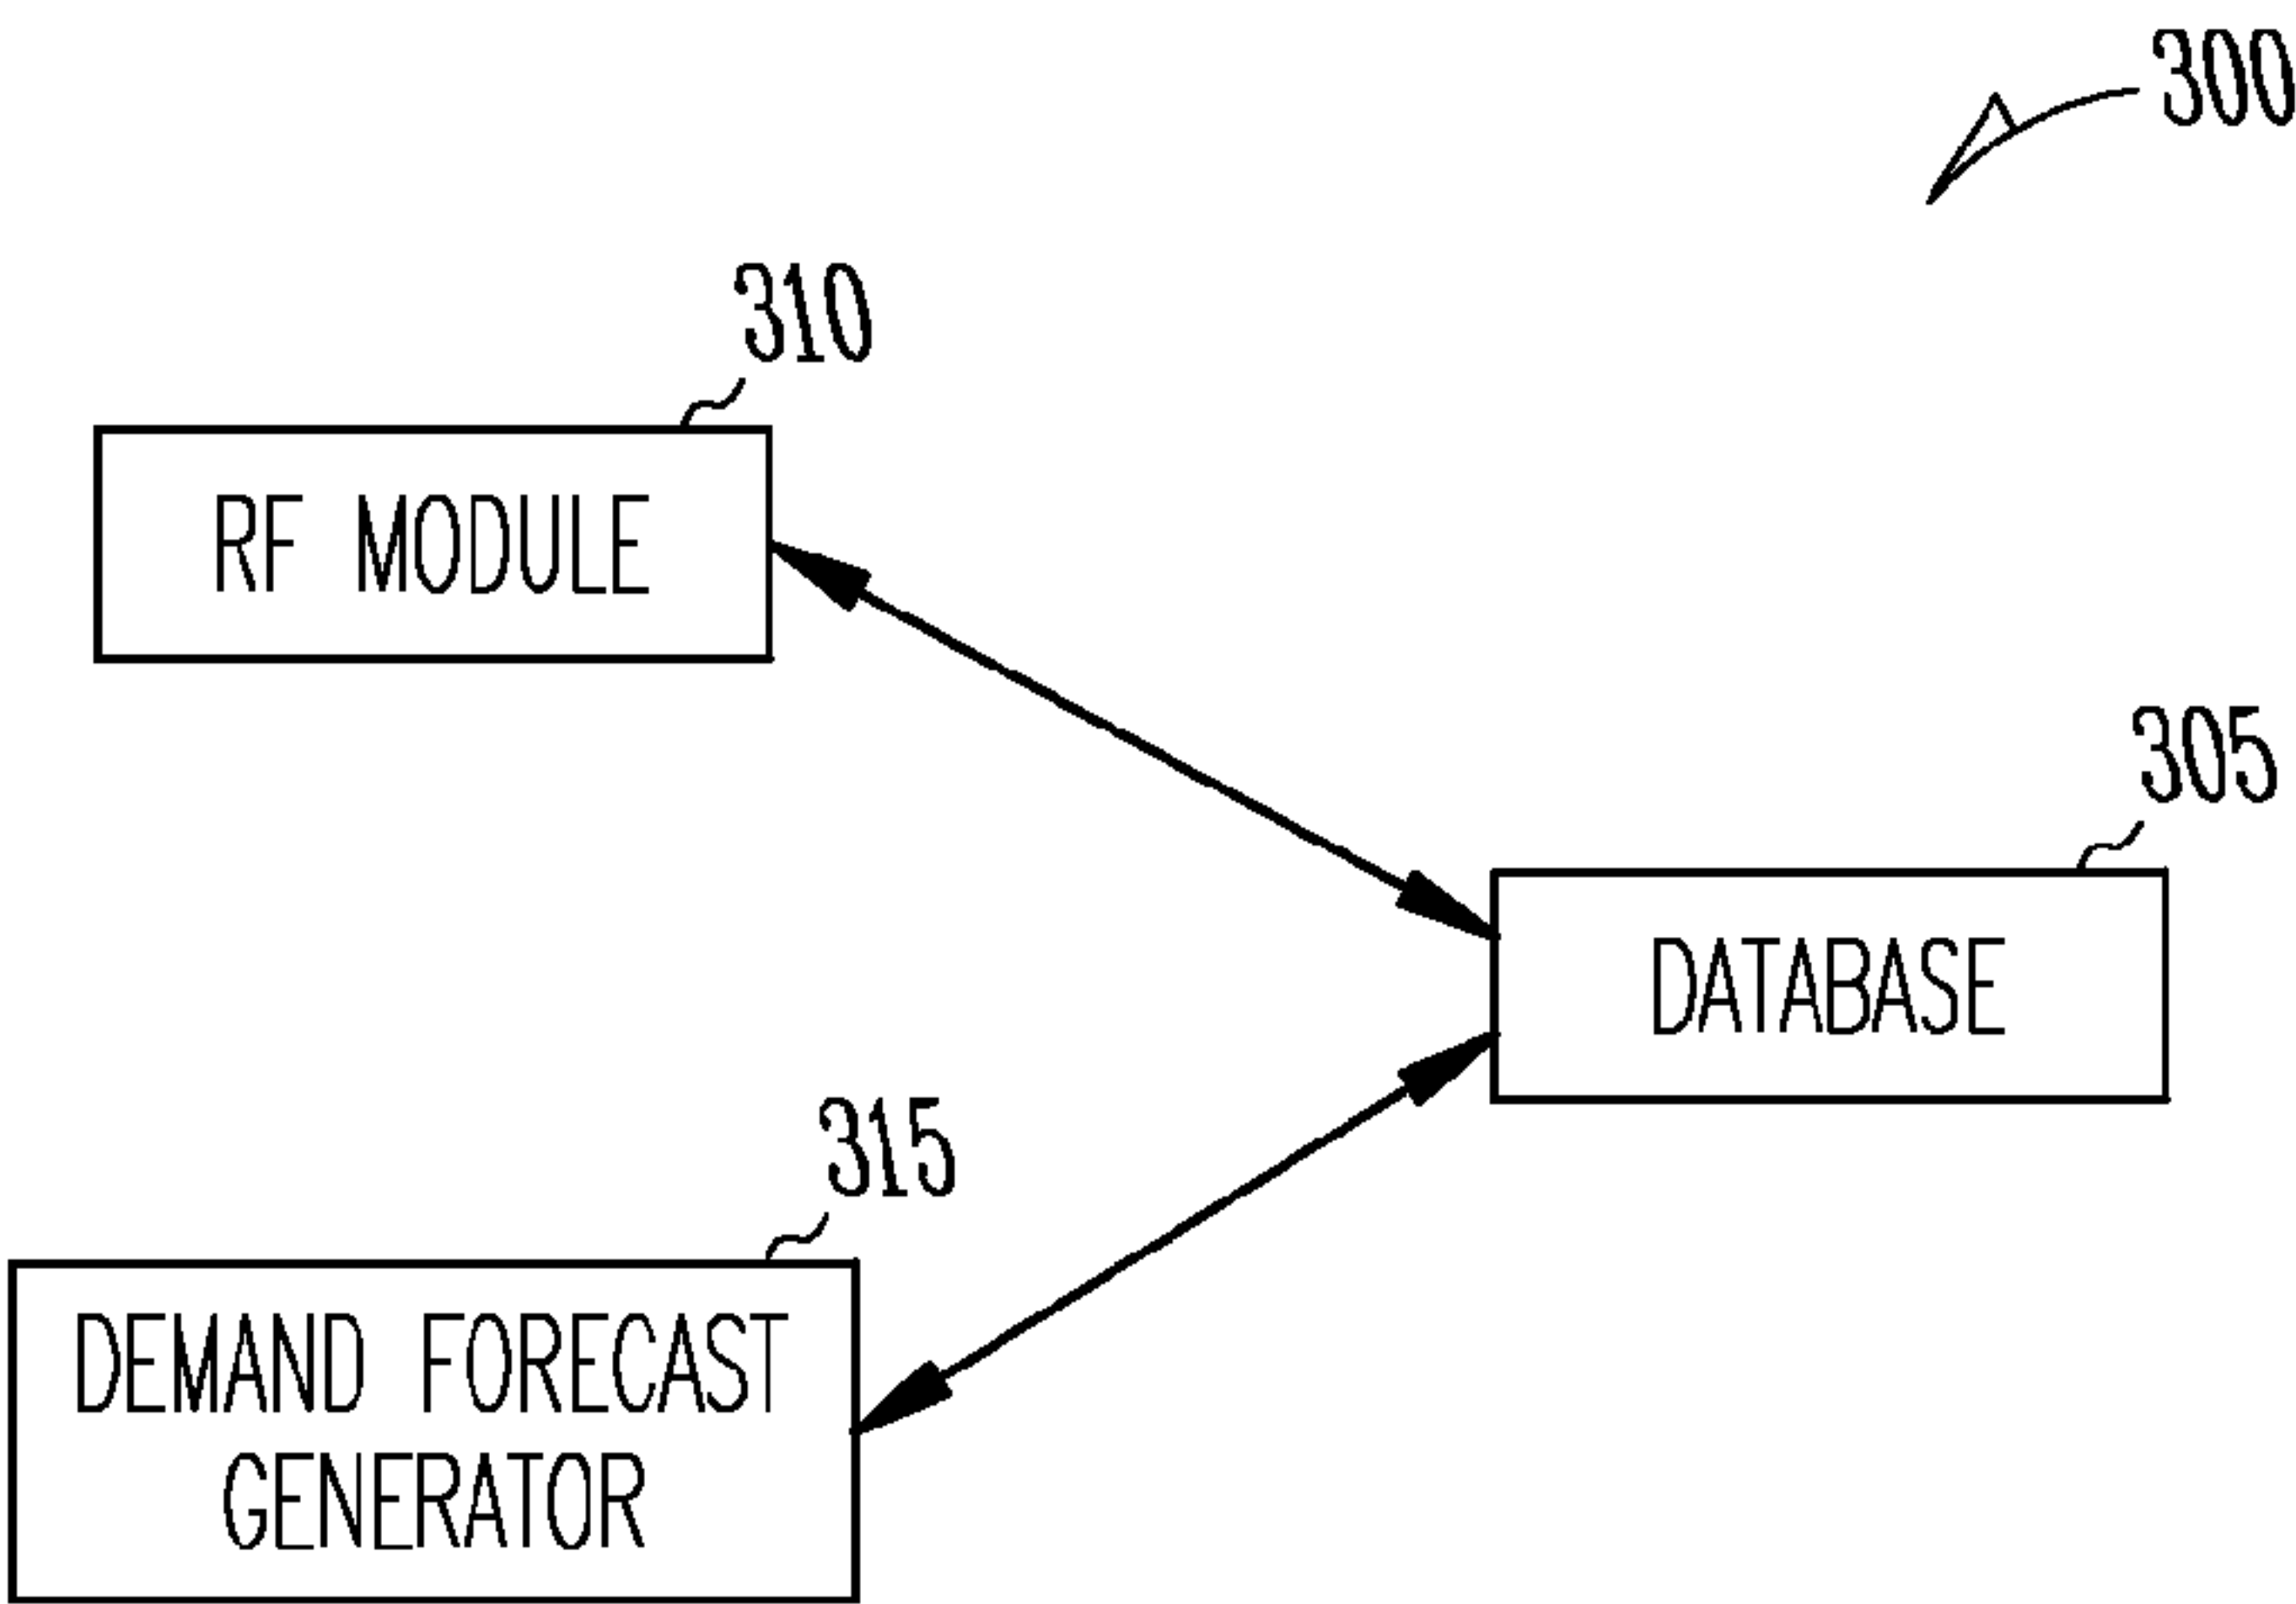 300
310
RF MODULE
305
DATABASE
315
DEMAND FORECAST
GENERATOR